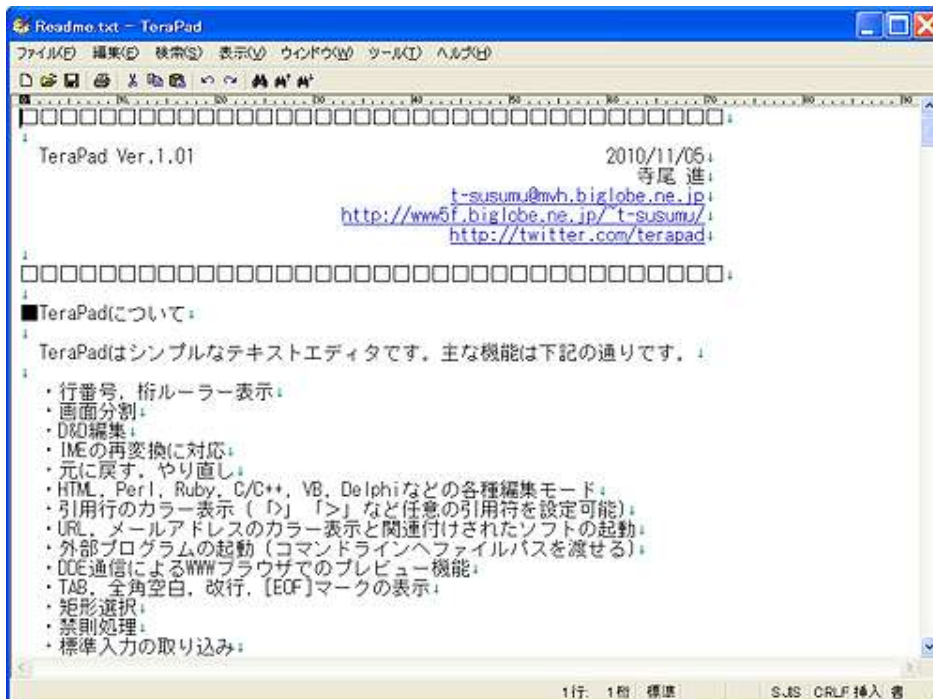 Readme.txt - TeraPad
ファイル(F) 編集(E) 検索(S) 表示(V) ウィンドウ(W) ツール(T) ヘルプ(H)
0 10 20 30 40 50 60 70 80 90
□□□□□□□□□□□□□□□□□□□□□□□□□□□□□□□□□□□□□↓
↓
TeraPad Ver.1.01 2010/11/05↓
寺尾 進↓
t-susumu@mvh.biglobe.ne.jp↓
http://www5f.biglobe.ne.jp/~t-susumu/↓
http://twitter.com/terapad↓
↓
□□□□□□□□□□□□□□□□□□□□□□□□□□□□□□□□□□□□□↓
↓
■TeraPadについて↓
↓
TeraPadはシンプルなテキストエディタです．主な機能は下記の通りです．↓
↓
・行番号，桁ルーラー表示↓
・画面分割↓
・D&D編集↓
・IMEの再変換に対応↓
・元に戻す，やり直し↓
・HTML, Perl, Ruby, C/C++, VB, Delphiなどの各種編集モード↓
・引用行のカラー表示（「>」「＞」など任意の引用符を設定可能）↓
・URL，メールアドレスのカラー表示と関連付けされたソフトの起動↓
・外部プログラムの起動（コマンドラインへファイルパスを渡せる）↓
・DDE通信によるWWWブラウザでのプレビュー機能↓
・TAB，全角空白，改行，[EOF]マークの表示↓
・矩形選択↓
・禁則処理↓
・標準入力の取り込み↓
1行: 1桁 標準 SJIS CRLF 挿入 書